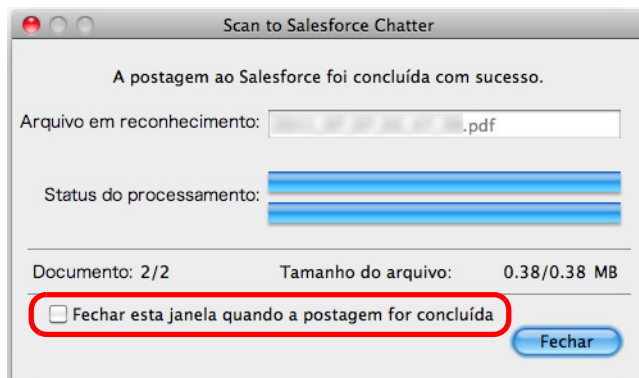 Scan to Salesforce Chatter
A postagem ao Salesforce foi concluída com sucesso.
Arquivo em reconhecimento: .pdf
Status do processamento:
Documento: 2/2 Tamanho do arquivo: 0.38/0.38 MB
Fechar esta janela quando a postagem for concluída
Fechar